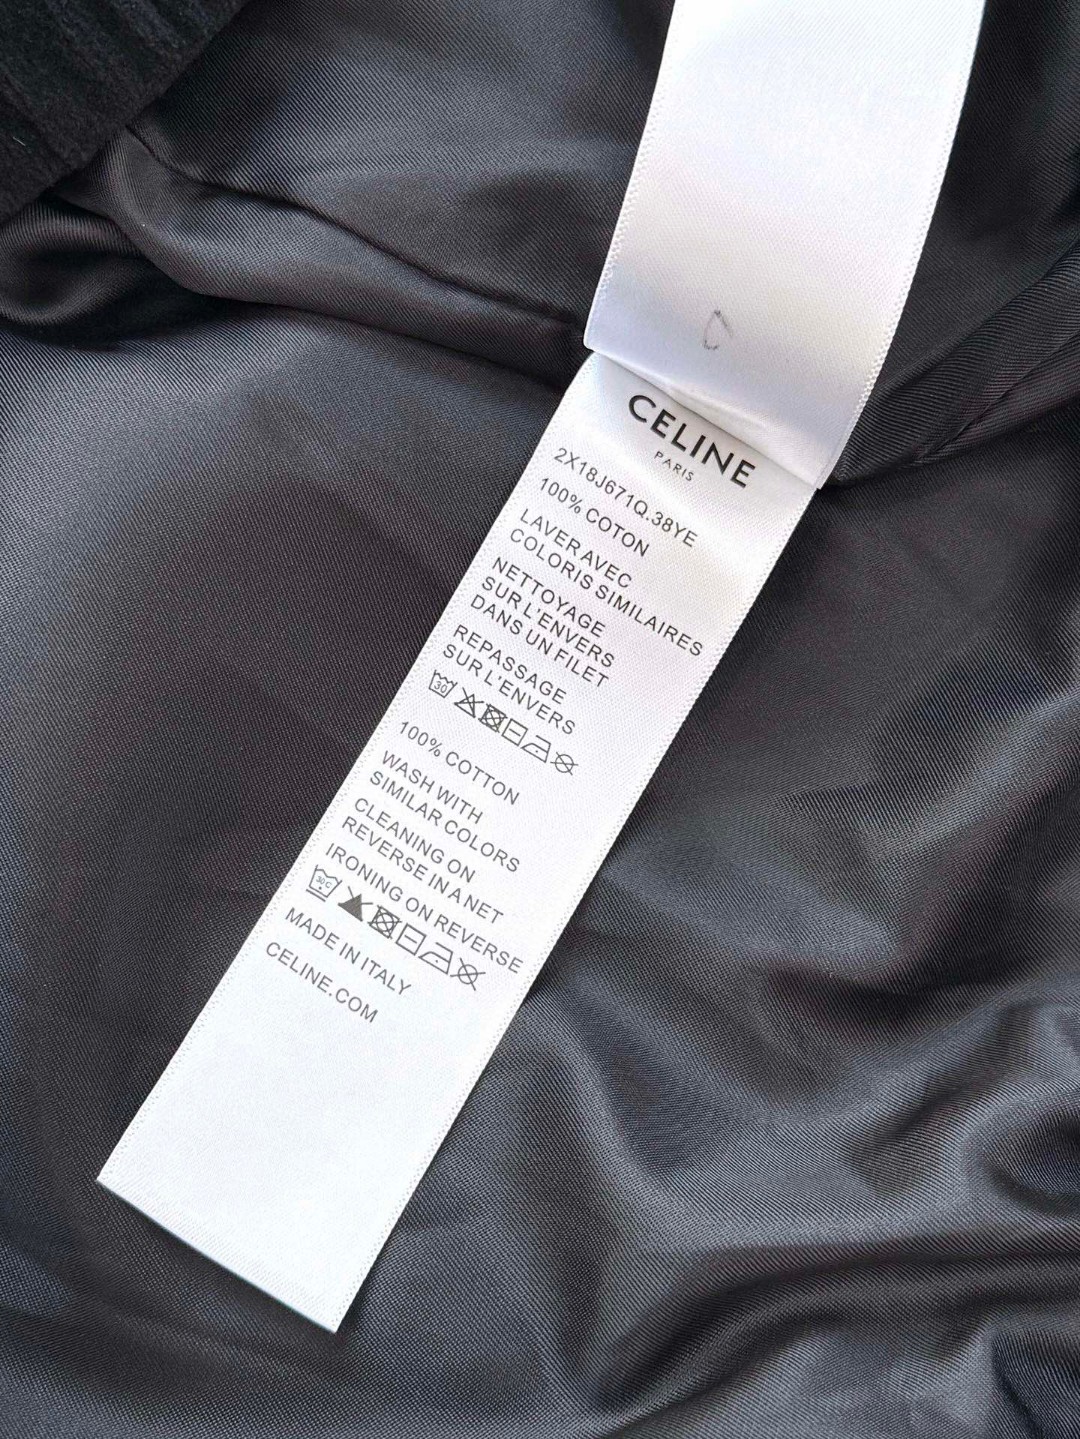 CELINE
PARIS
2X18J671Q.38YE
100% COTON
LAVER AVEC
COLORIS SIMILAIRES
NETTOYAGE
SUR L'ENVERS
DANS UN FILET
REPASSAGE
SUR L'ENVERS
30
100% COTTON
WASH WITH
SIMILAR COLORS
CLEANING ON
REVERSE IN A NET
IRONING ON REVERSE
30C
MADE IN ITALY
CELINE.COM